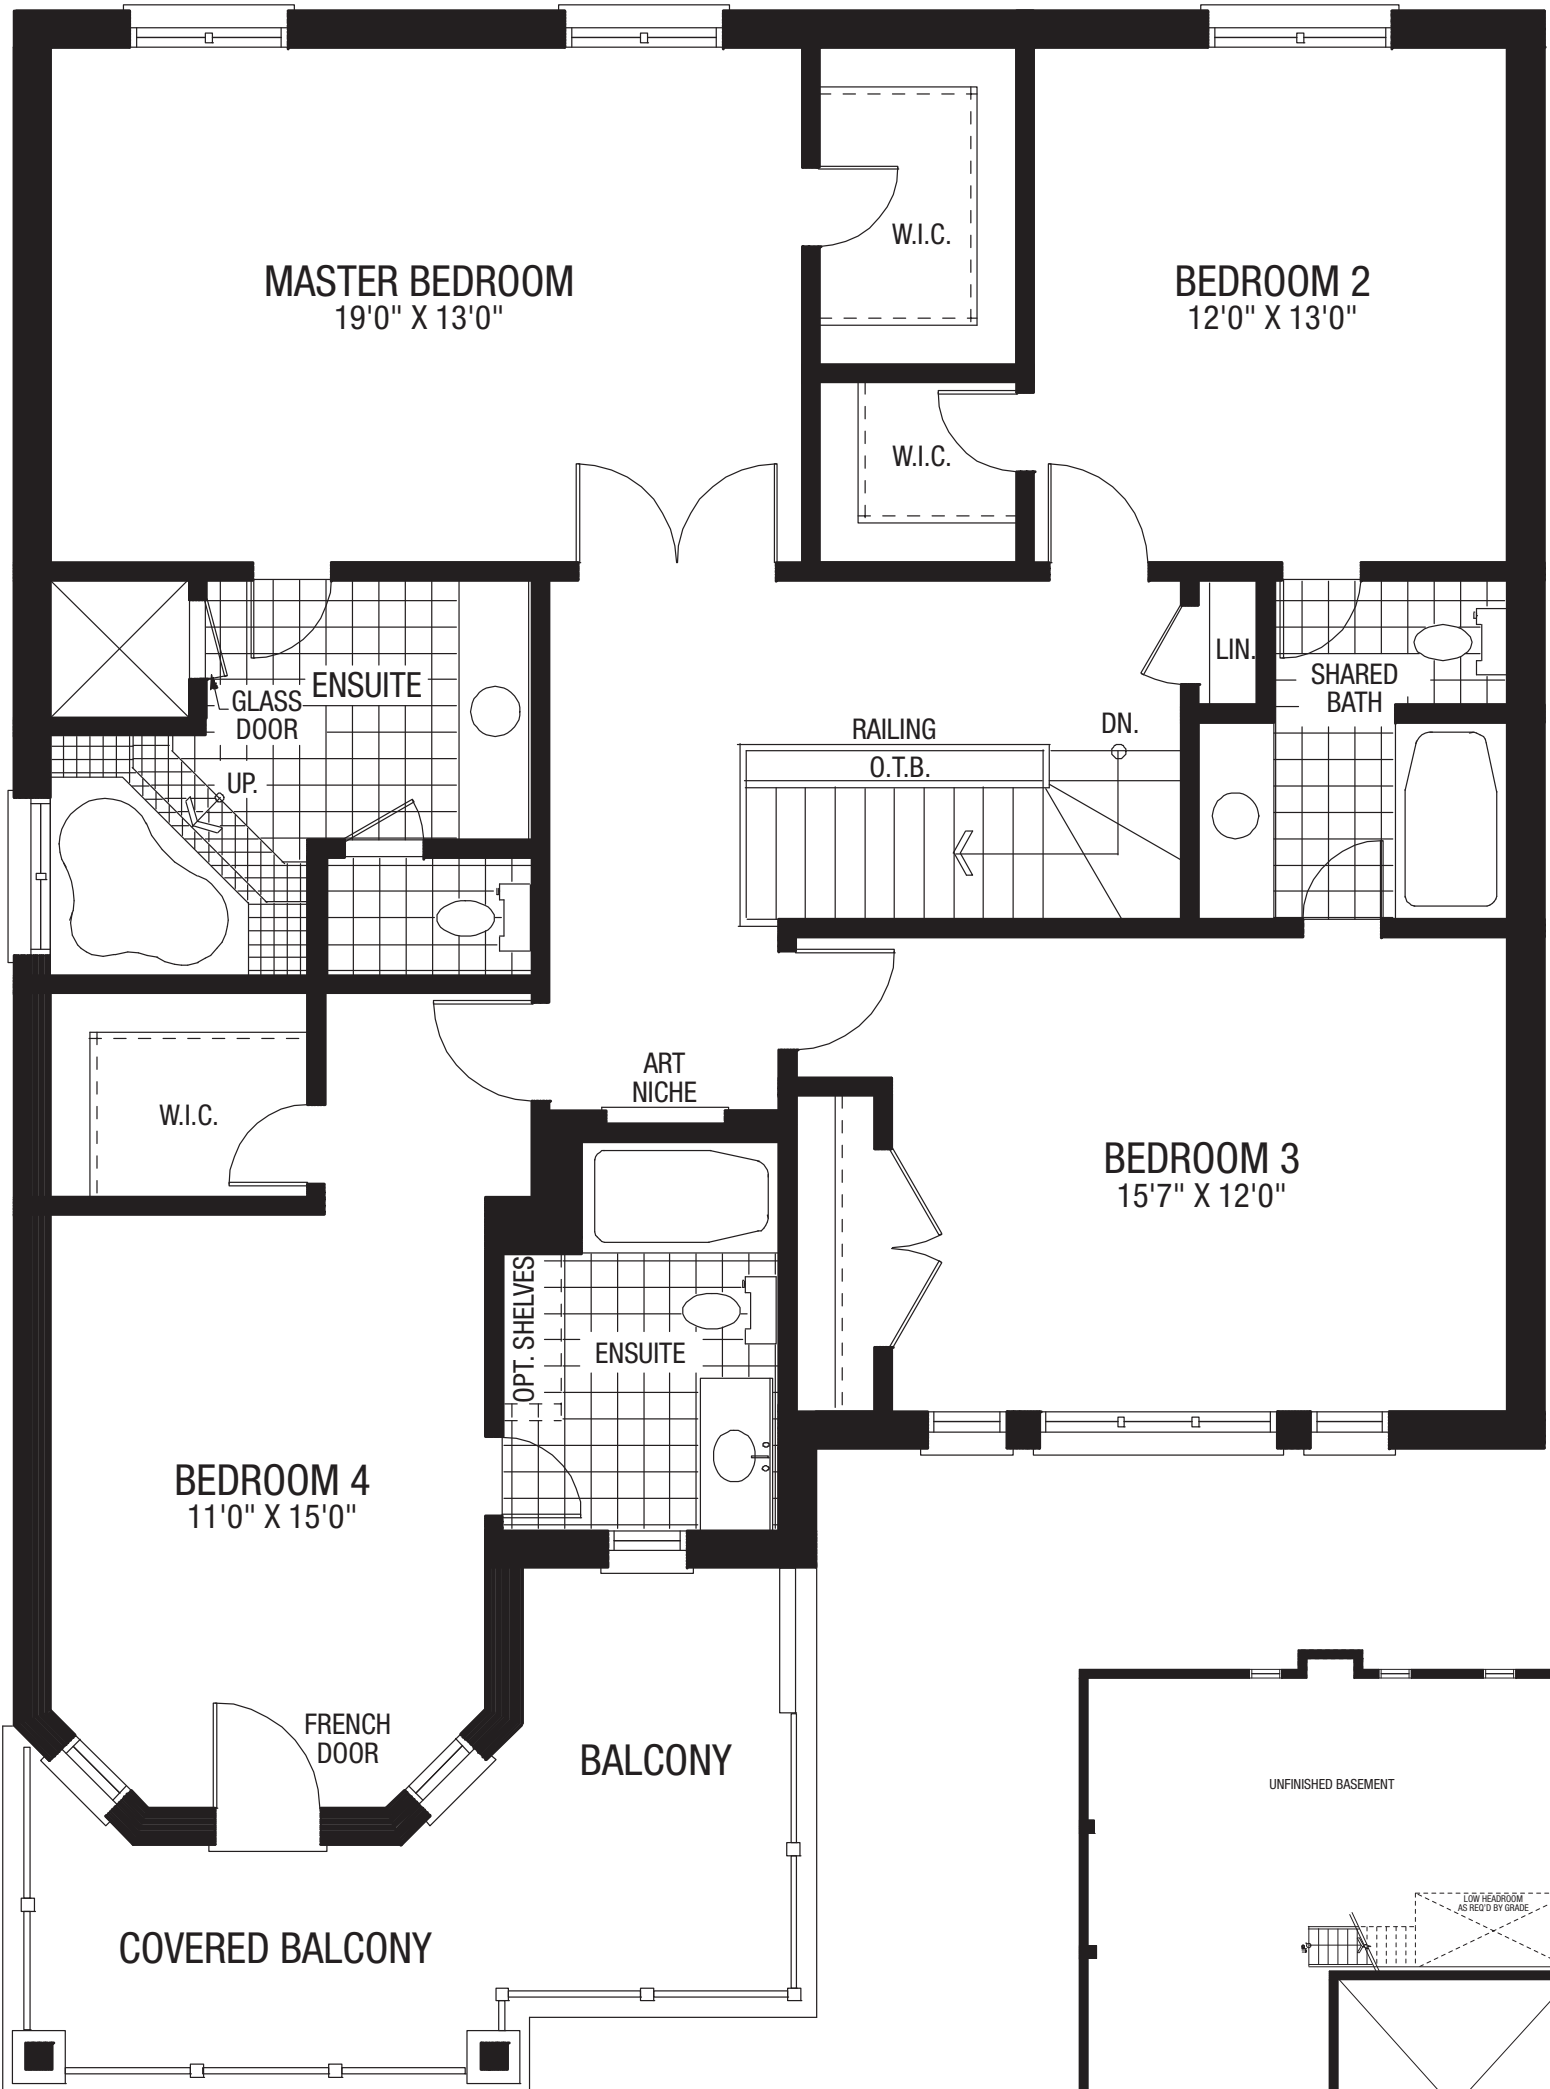 W.I.C.
MASTER BEDROOM
19'0" X 13'0"
BEDROOM 2
12'0" X 13'0"
W.I.C.
ENSUITE
GLASS
DOOR
UP.
LIN.
SHARED
BATH
RAILING
O.T.B.
DN.
ART
NICHE
W.I.C.
BEDROOM 3
15'7" X 12'0"
OPT. SHELVES
ENSUITE
BEDROOM 4
11'0" X 15'0"
FRENCH
DOOR
BALCONY
COVERED BALCONY
UNFINISHED BASEMENT
LOW HEADROOM
AS REQ'D BY GRADE